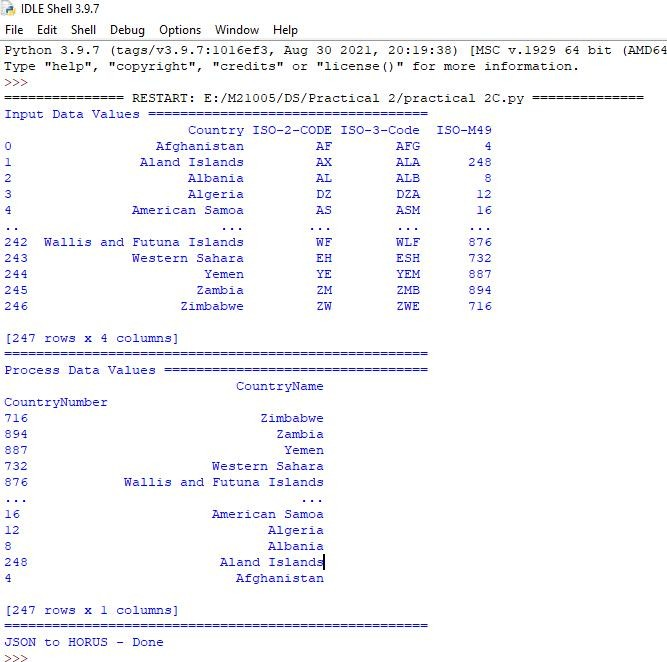 IDLE Shell 3.9.7
File Edit Shell Debug Options Window Help
Python 3.9.7 (tags/v3.9.7:1016ef3, Aug 30 2021, 20:19:38) [MSC v.1929 64 bit (AMD64
Type "help", "copyright", "credits" or "license()" for more information.
>>>
=============== RESTART: E:/M21005/DS/Practical 2/practical 2C.py ==============
Input Data Values ===================================
Country ISO-2-CODE ISO-3-Code ISO-M49
0 Afghanistan AF AFG 4
1 Aland Islands AX ALA 248
2 Albania AL ALB 8
3 Algeria DZ DZA 12
4 American Samoa AS ASM 16
.. ... ... ... ...
242 Wallis and Futuna Islands WF WLF 876
243 Western Sahara EH ESH 732
244 Yemen YE YEM 887
245 Zambia ZM ZMB 894
246 Zimbabwe ZW ZWE 716
[247 rows x 4 columns]
=====================================================
Process Data Values =================================
CountryName
CountryNumber
716 Zimbabwe
894 Zambia
887 Yemen
732 Western Sahara
876 Wallis and Futuna Islands
... ...
16 American Samoa
12 Algeria
8 Albania
248 Aland Islands
4 Afghanistan
[247 rows x 1 columns]
=====================================================
JSON to HORUS - Done
>>>